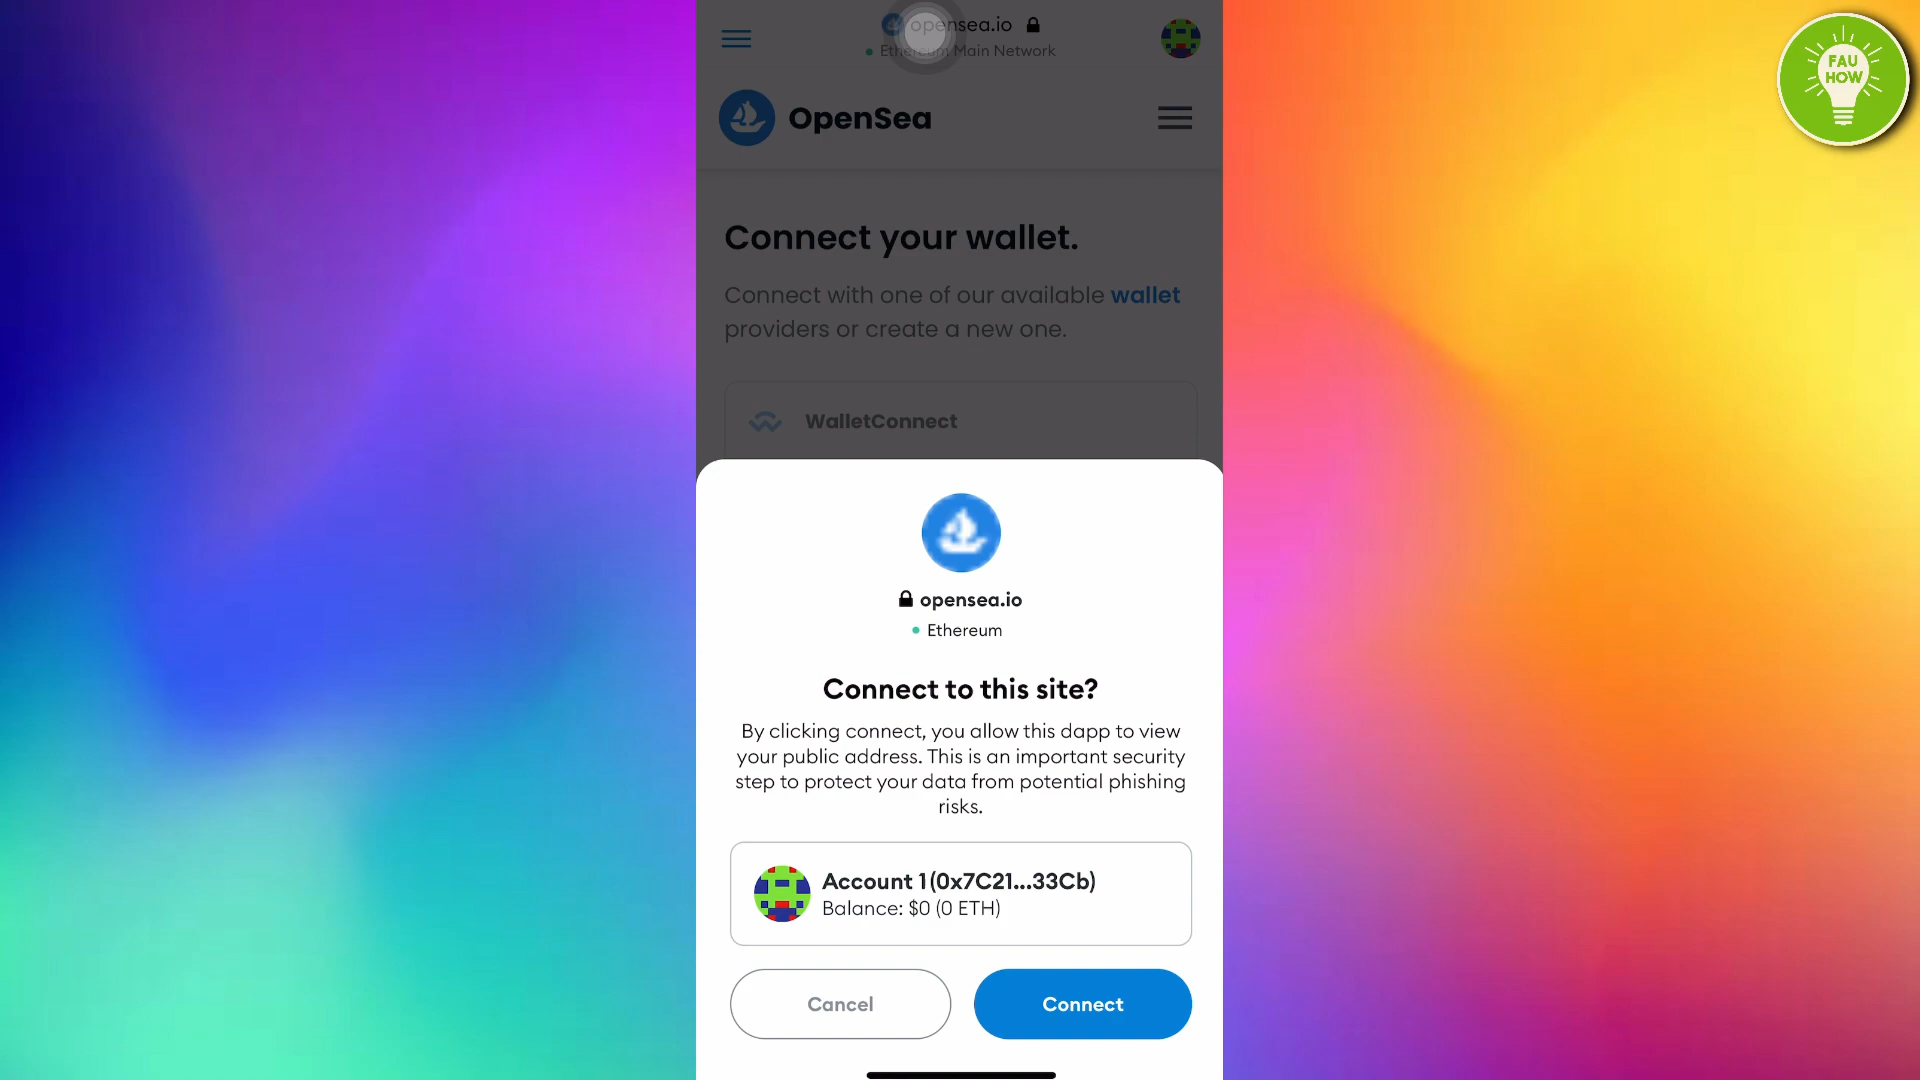 opensea.io
Ethereum Main Network
FAU
HOW
OpenSea
Connect your wallet.
Connect with one of our available wallet
providers or create a new one.
WalletConnect
opensea.io
Ethereum
Connect to this site?
By clicking connect, you allow this dapp to view
your public address. This is an important security
step to protect your data from potential phishing
risks.
Account 1 (0x7C21...33Cb)
Balance: $0 (0 ETH)
Cancel
Connect